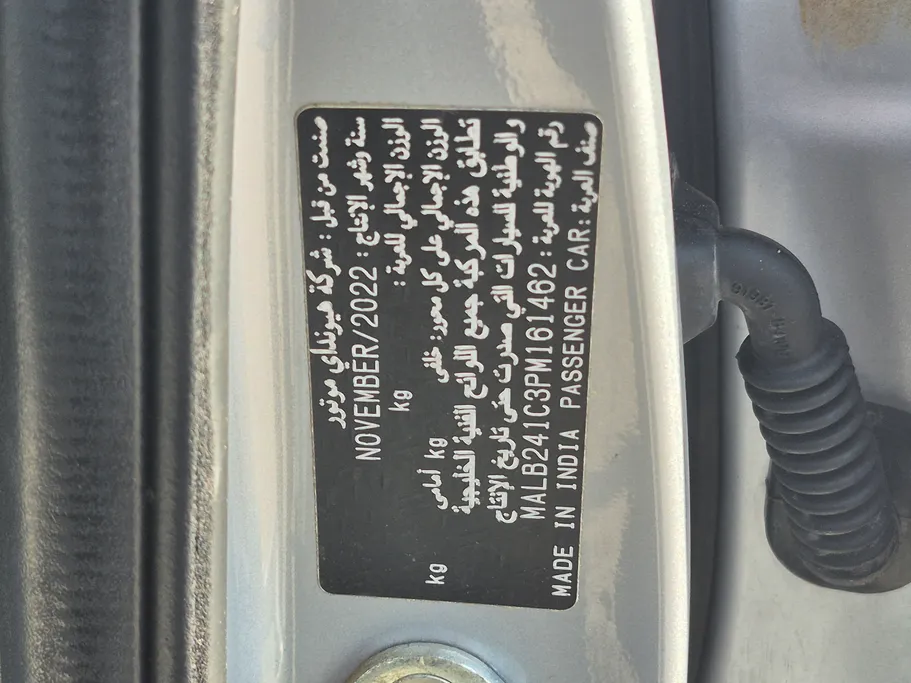 صنعت من قبل : شركة هيونداي موتور
سنة وشهر الإنتاج : NOVEMBER/2022
الوزن الإجمالي للعربة : kg
الوزن الإجمالي على كل محور: خلفى kg أمامى kg
تطابق هذه المركبة جميع اللوائح الفنية الخليجية
والوطنية للسيارات التي صدرت حتى تاريخ الإنتاج
رقم الهوية للعربة : MALB241C3PM161462
صنف العربة : PASSENGER CAR MADE IN INDIA